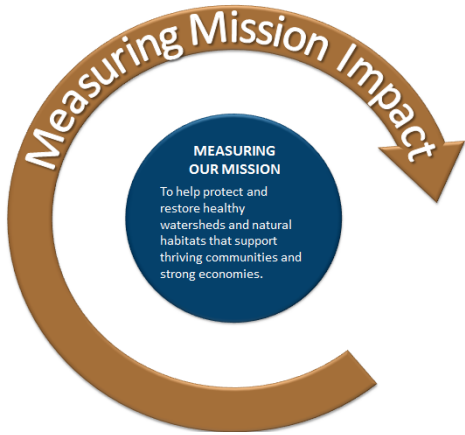 Measuring Mission Impact
MEASURING
OUR MISSION
To help protect and
restore healthy
watersheds and natural
habitats that support
thriving communities and
strong economies.